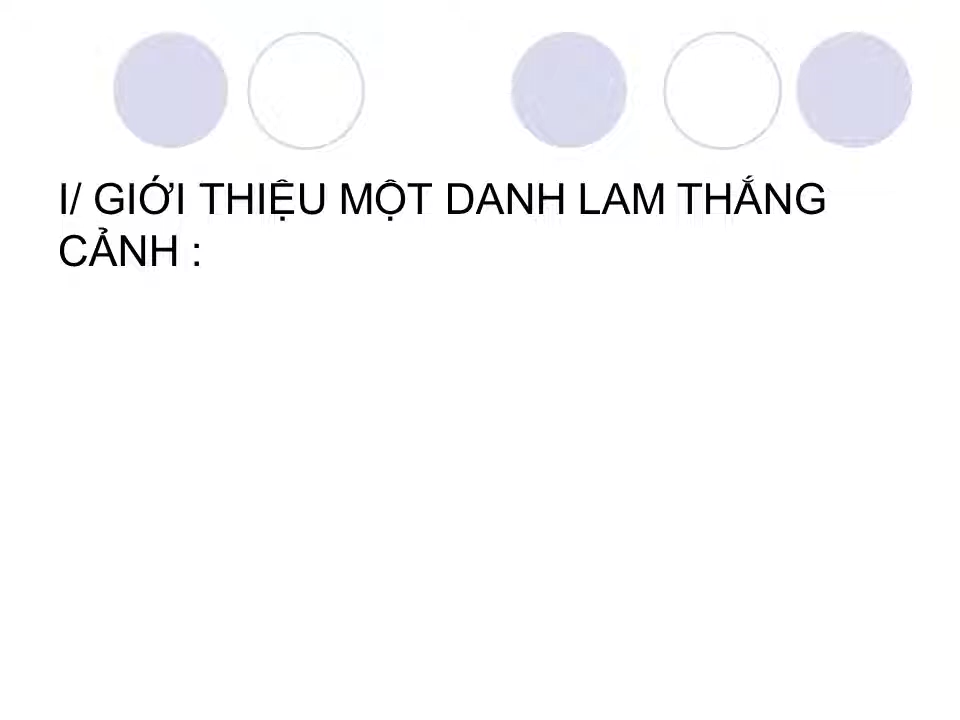 I/ GIỚI THIỆU MỘT DANH LAM THẮNG
CẢNH :